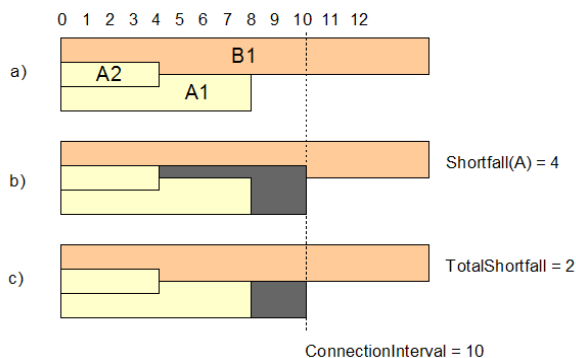 0 1 2 3 4 5 6 7 8 9 10 11 12
a)
B1
A2
A1
b)
Shortfall(A) = 4
c)
TotalShortfall = 2
ConnectionInterval = 10